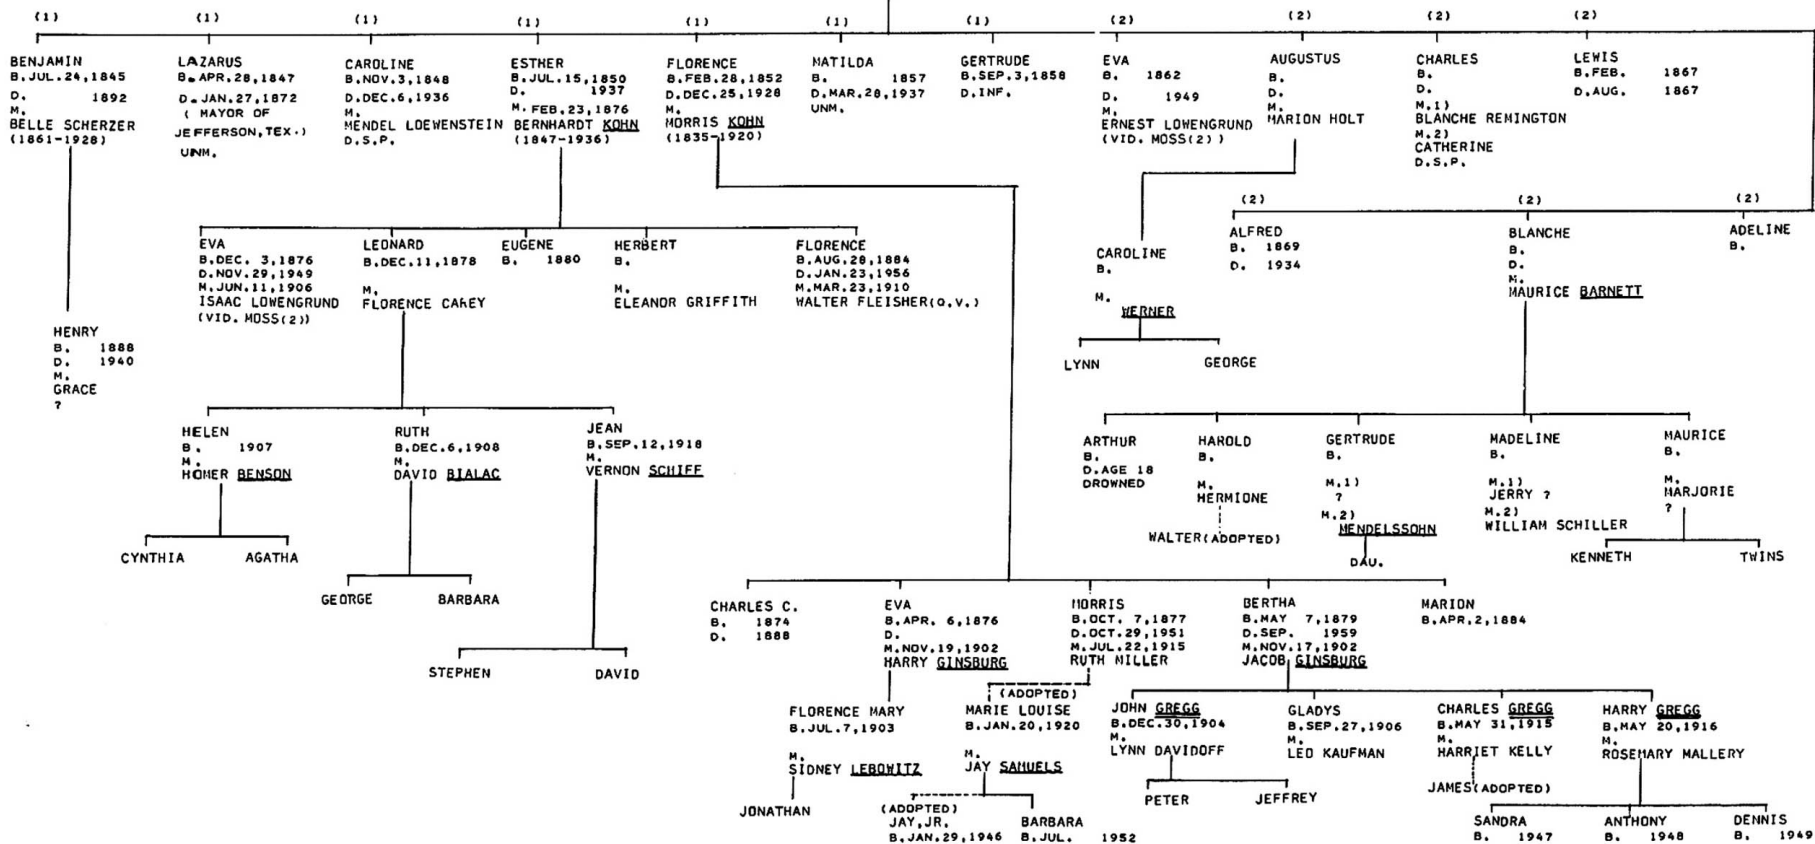 (1) (1) (1) (1) (1) (1) (1) (2) (2) (2) (2)
BENJAMIN
B.JUL.24,1845
D. 1892
M.
BELLE SCHERZER
(1861-1928)
LAZARUS
B.APR.28,1847
D.JAN.27,1872
( MAYOR OF
JEFFERSON,TEX.)
UNM.
CAROLINE
B.NOV.3,1848
D.DEC.6,1936
M.
MENDEL LOEWENSTEIN
D.S.P.
ESTHER
B.JUL.15,1850
D. 1937
M.FEB,23,1876
BERNHARDT KOHN
(1847-1936)
FLORENCE
B.FEB.28,1852
D.DEC.25,1928
M.
MORRIS KOHN
(1835-1920)
MATILDA
B. 1857
D.MAR.28,1937
UNM.
GERTRUDE
B.SEP.3,1858
D.INF.
EVA
B. 1862
D. 1949
M.
ERNEST LOWENGRUND
(VID. MOSS(2))
AUGUSTUS
B.
D.
M.
MARION HOLT
CHARLES
B.
D.
M.1)
BLANCHE REMINGTON
M.2)
CATHERINE
D.S.P.
LEWIS
B.FEB. 1867
D.AUG. 1867
(2) (2) (2)
EVA
B.DEC. 3,1876
D.NOV.29,1949
M.JUN.11,1906
ISAAC LOWENGRUND
(VID. MOSS(2))
LEONARD
B.DEC.11,1878
M.
FLORENCE CAREY
EUGENE
B. 1880
HERBERT
B.
M.
ELEANOR GRIFFITH
FLORENCE
B.AUG.28,1884
D.JAN.23,1956
M.MAR.23,1910
WALTER FLEISHER(Q.V.)
CAROLINE
B.
M.
WERNER
ALFRED
B. 1869
D. 1934
BLANCHE
B.
D.
M.
MAURICE BARNETT
ADELINE
B.
HENRY
B. 1888
D. 1940
M.
GRACE
?
LYNN GEORGE
HELEN
B. 1907
M.
HOMER BENSON
RUTH
B.DEC.6,1908
M.
DAVID BIALAC
JEAN
B.SEP.12,1918
M.
VERNON SCHIFF
ARTHUR
B.
D.AGE 18
DROWNED
HAROLD
B.
M.
HERMIONE
GERTRUDE
B.
M.1)
?
M.2)
MENDELSSOHN
MADELINE
B.
M.1)
JERRY ?
M.2)
WILLIAM SCHILLER
MAURICE
B.
M.
MARJORIE
?
WALTER(ADOPTED)
DAU.
KENNETH TWINS
CYNTHIA AGATHA
GEORGE BARBARA
STEPHEN DAVID
CHARLES C.
B. 1874
D. 1888
EVA
B.APR. 6,1876
D.
M.NOV.19,1902
HARRY GINSBURG
MORRIS
B.OCT. 7,1877
D.OCT.29,1951
M.JUL.22,1915
RUTH MILLER
BERTHA
B.MAY 7,1879
D.SEP. 1959
M.NOV.17,1902
JACOB GINSBURG
MARION
B.APR.2,1884
FLORENCE MARY
B.JUL.7,1903
M.
SIDNEY LEBOWITZ
(ADOPTED)
MARIE LOUISE
B.JAN.20,1920
M.
JAY SAMUELS
JOHN GREGG
B.DEC.30,1904
M.
LYNN DAVIDOFF
GLADYS
B.SEP.27,1906
M.
LEO KAUFMAN
CHARLES GREGG
B.MAY 31,1915
M.
HARRIET KELLY
HARRY GREGG
B.MAY 20,1916
M.
ROSEMARY MALLERY
JONATHAN
(ADOPTED)
JAY,JR.
B.JAN.29,1946
BARBARA
B.JUL. 1952
PETER JEFFREY
JAMES(ADOPTED)
SANDRA
B. 1947
ANTHONY
B. 1948
DENNIS
B. 1949